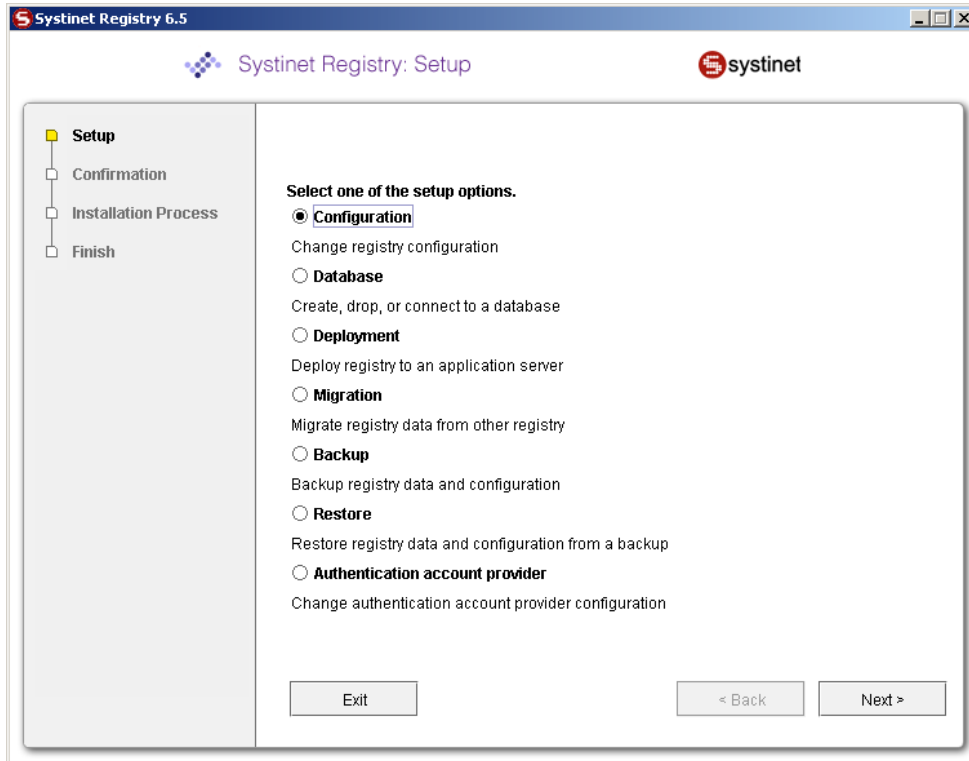 Systinet Registry 6.5
Systinet Registry: Setup
systinet
Setup
Confirmation
Installation Process
Finish
Select one of the setup options.
Configuration
Change registry configuration
Database
Create, drop, or connect to a database
Deployment
Deploy registry to an application server
Migration
Migrate registry data from other registry
Backup
Backup registry data and configuration
Restore
Restore registry data and configuration from a backup
Authentication account provider
Change authentication account provider configuration
Exit
< Back
Next >